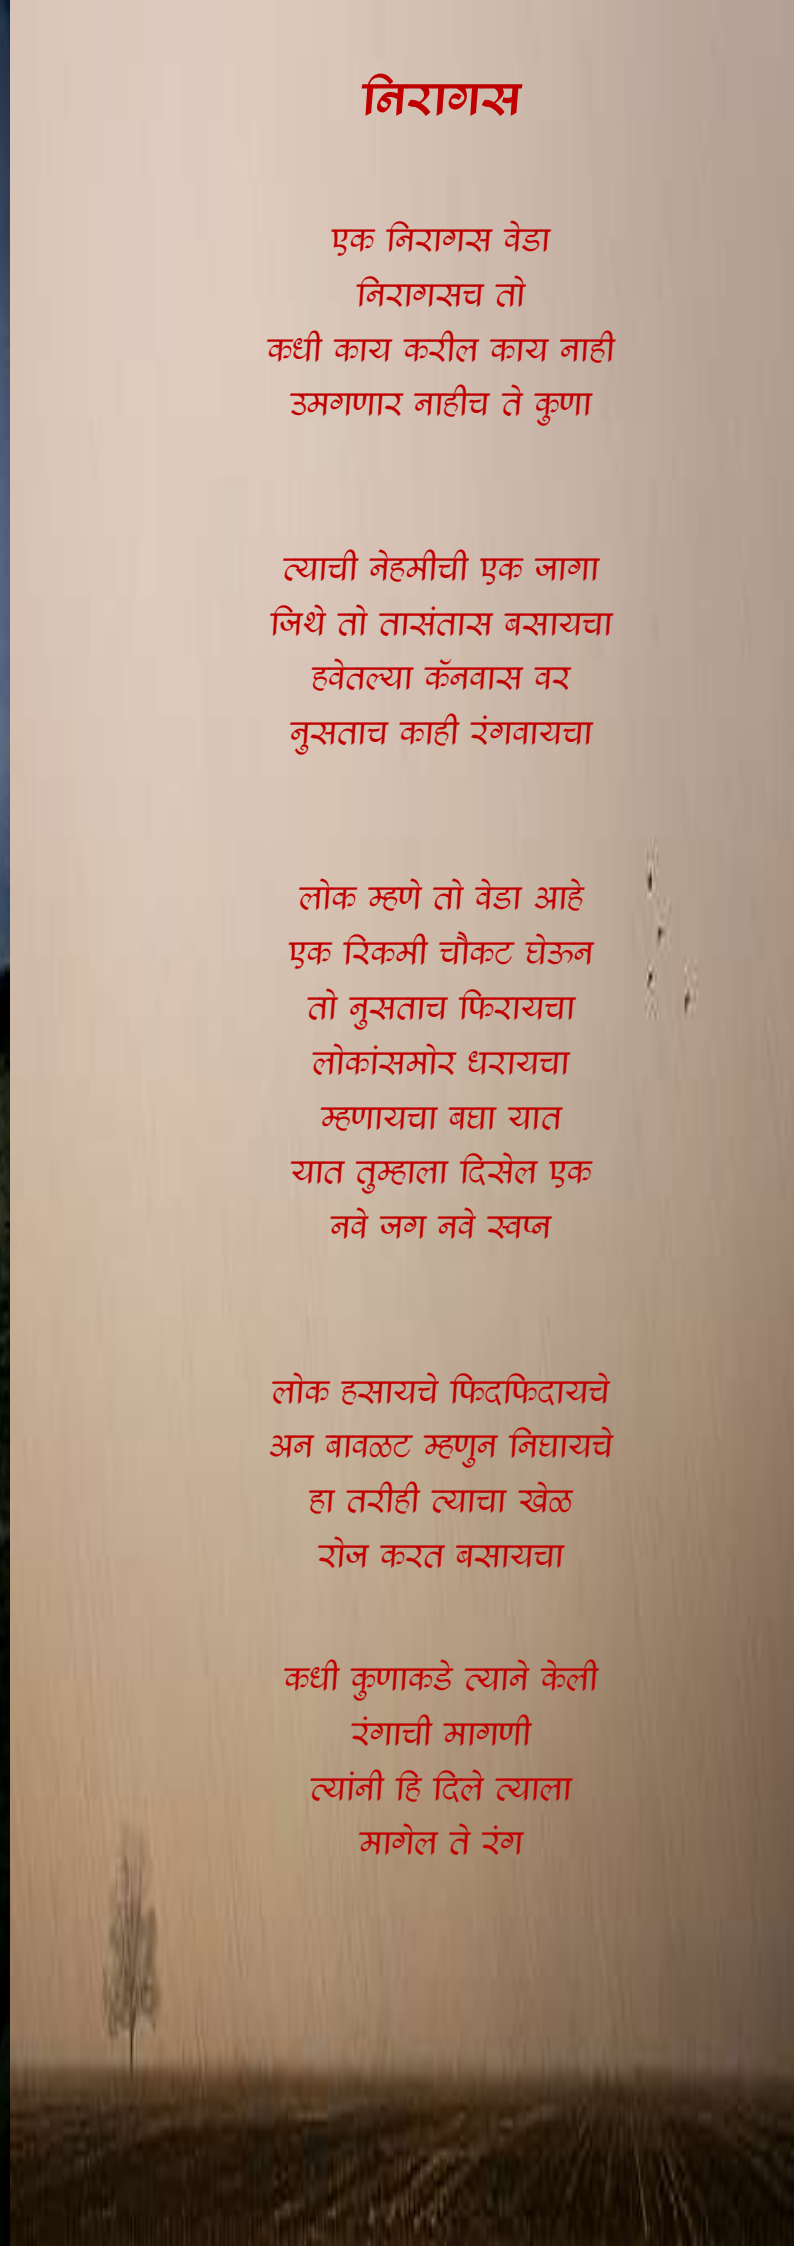 निरागस
एक निरागस वेडा
निरागसच तो
कधी काय करील काय नाही
उमगणार नाहीच ते कुणा
त्याची नेहमीची एक जागा
जिथे तो तासंतास बसायचा
हवेतल्या कॅनवास वर
नुसताच काही रंगवायचा
लोक म्हणे तो वेडा आहे
एक रिकमी चौकट घेऊन
तो नुसताच फिरायचा
लोकांसमोर धरायचा
म्हणायचा बघा यात
यात तुम्हाला दिसेल एक
नवे जग नवे स्वप्न
लोक हसायचे फिदफिदायचे
अन बावळट म्हणुन निघायचे
हा तरीही त्याचा खेळ
रोज करत बसायचा
कधी कुणाकडे त्याने केली
रंगाची मागणी
त्यांनी हि दिले त्याला
मागेल ते रंग